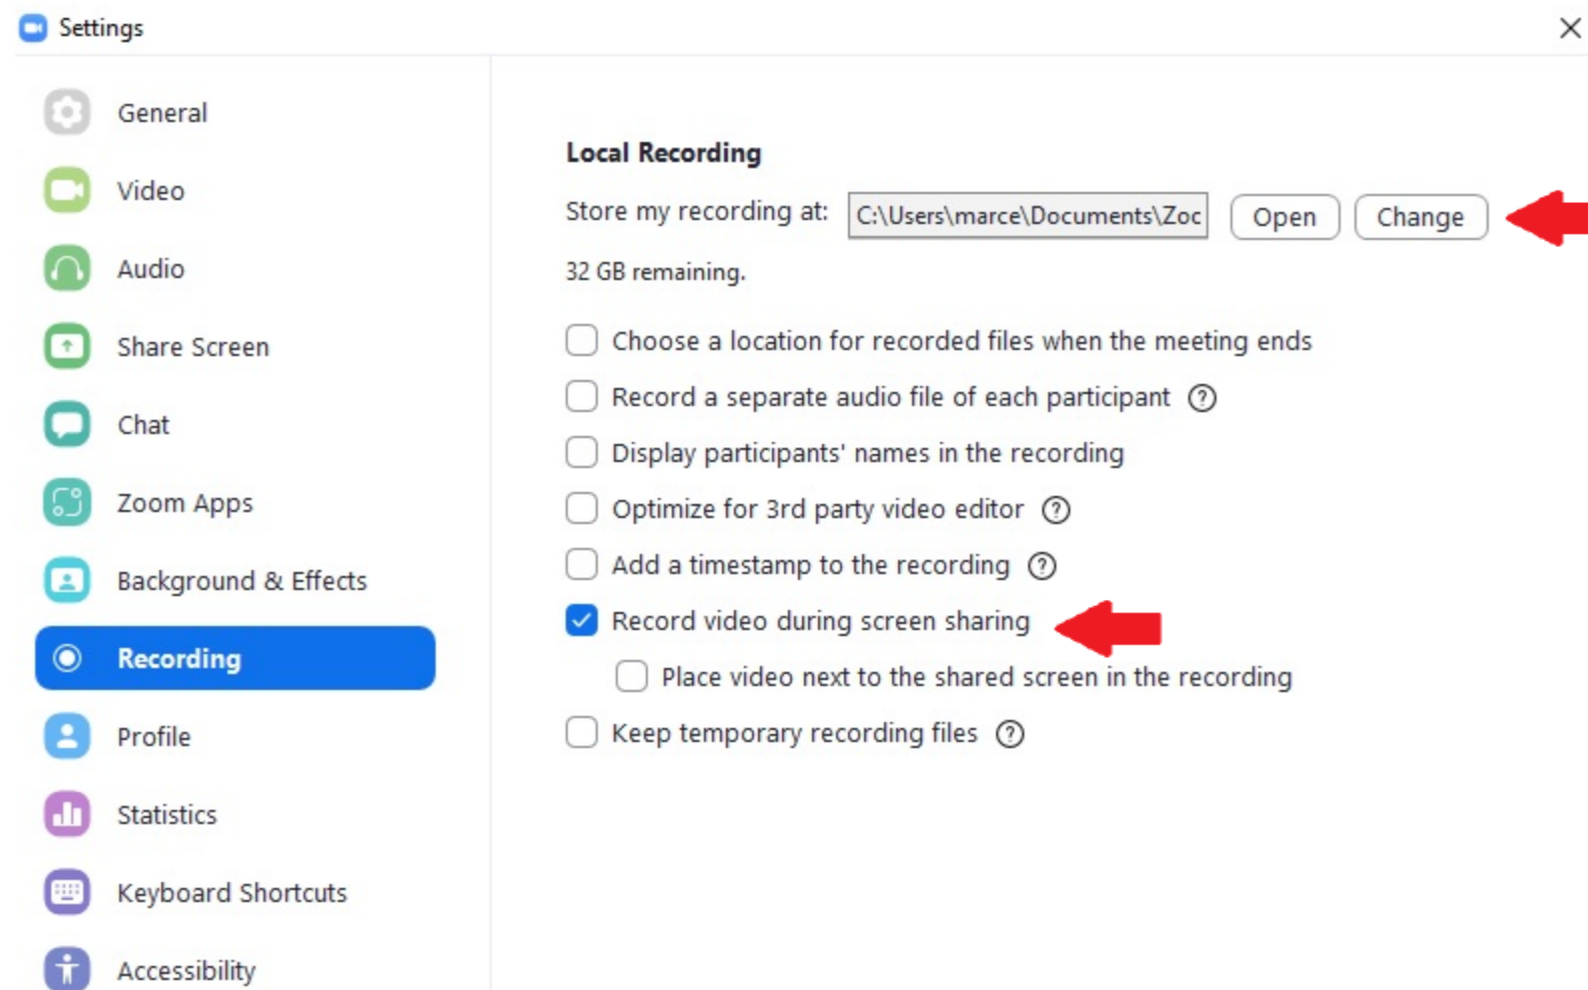 Settings
General
Video
Audio
Share Screen
Chat
Zoom Apps
Background & Effects
Recording
Profile
Statistics
Keyboard Shortcuts
Accessibility
Local Recording
Store my recording at: C:\Users\marce\Documents\Zoc Open Change
32 GB remaining.
Choose a location for recorded files when the meeting ends
Record a separate audio file of each participant ?
Display participants' names in the recording
Optimize for 3rd party video editor ?
Add a timestamp to the recording ?
Record video during screen sharing
Place video next to the shared screen in the recording
Keep temporary recording files ?